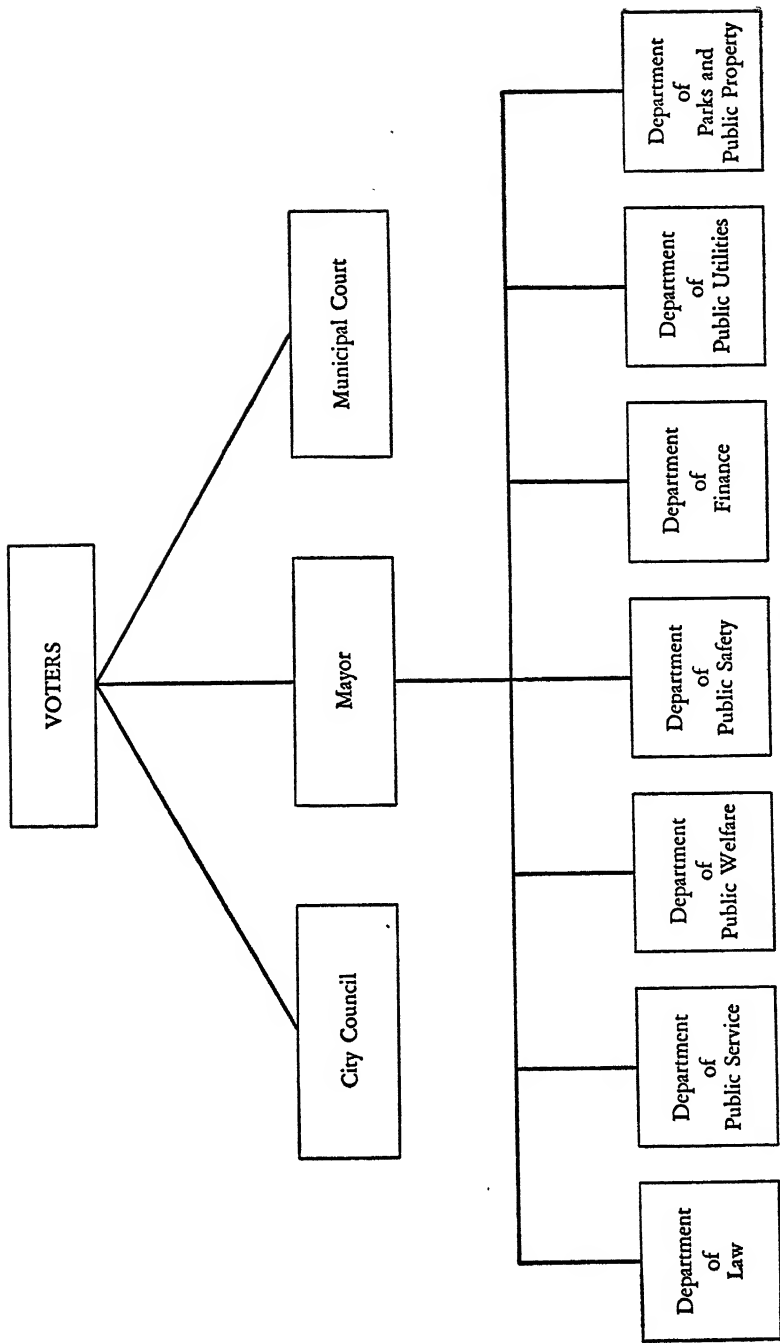 VOTERS
City Council
Mayor
Municipal Court
Department
of
Law
Department
of
Public Service
Department
of
Public Welfare
Department
of
Public Safety
Department
of
Finance
Department
of
Public Utilities
Department
of
Parks and
Public Property